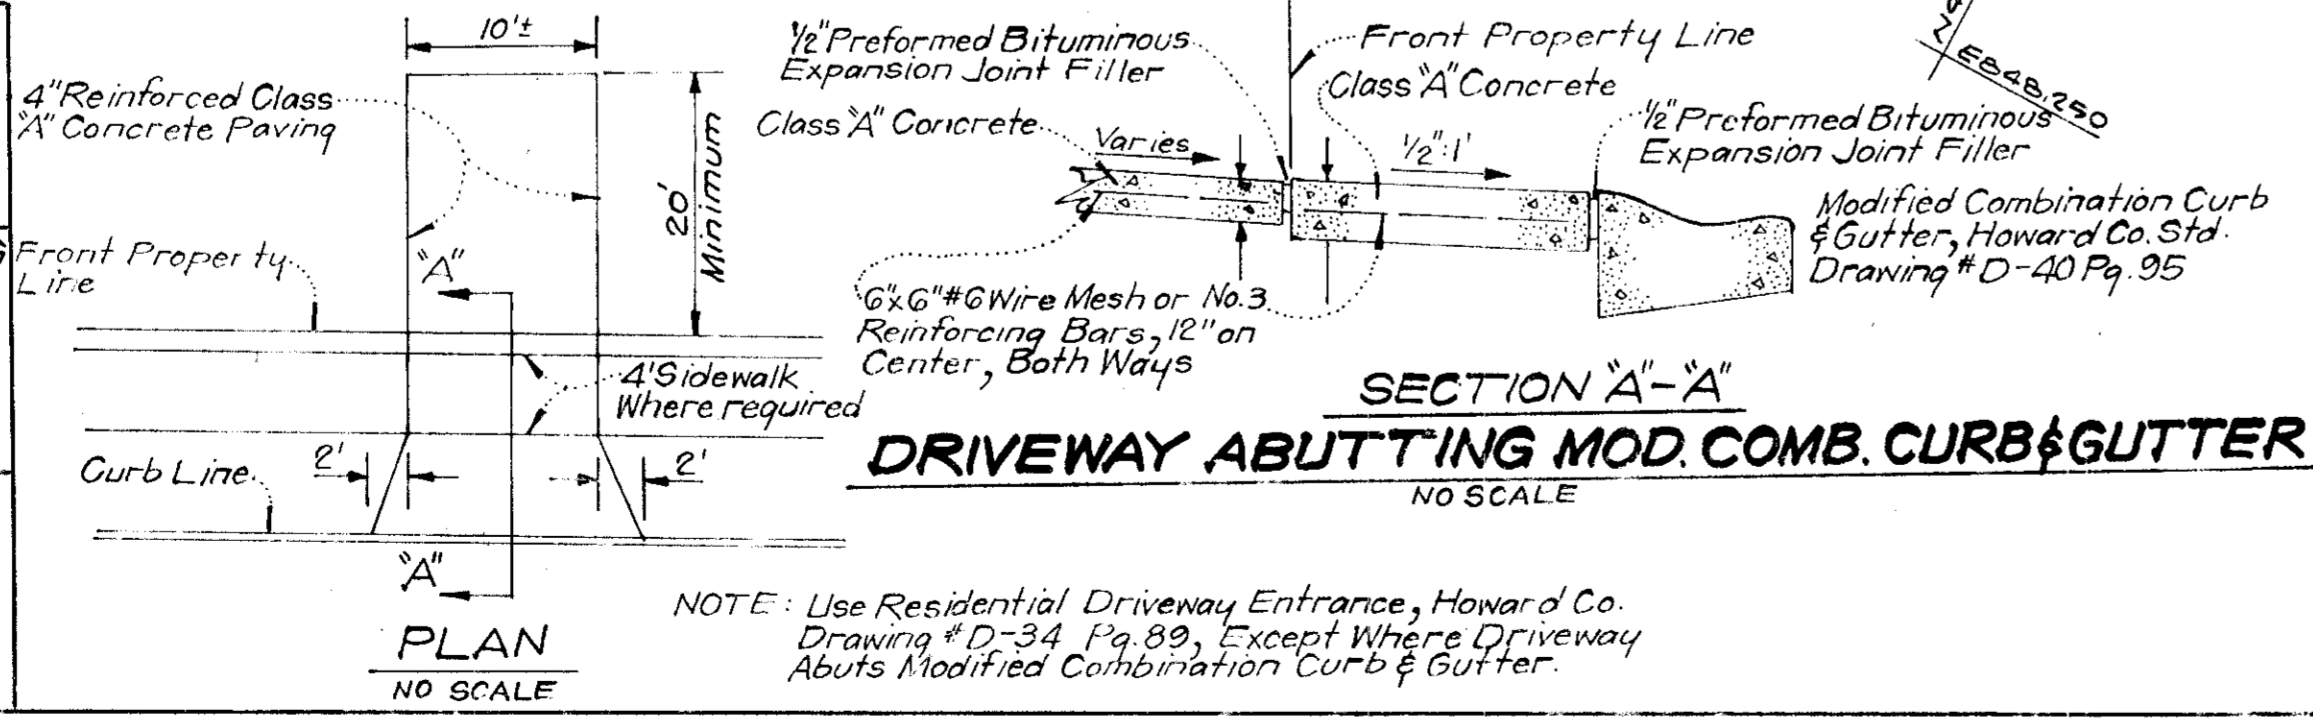 10'±
4"Reinforced Class
"A" Concrete Paving
20'
Minimum
Front Property
Line
"A"
4'Sidewalk
Where required
Curb Line
2'
2'
"A"
PLAN
NO SCALE
1/2" Preformed Bituminous
Expansion Joint Filler
Class "A" Concrete
Varies
Front Property Line
Class "A" Concrete
1/2":1'
1/2" Preformed Bituminous
Expansion Joint Filler
E848,250
Modified Combination Curb
& Gutter, Howard Co. Std.
Drawing #D-40 Pg. 95
6"x6"#6 Wire Mesh or No.3
Reinforcing Bars, 12" on
Center, Both Ways
SECTION "A"-"A"
DRIVEWAY ABUTTING MOD. COMB. CURB & GUTTER
NO SCALE
NOTE: Use Residential Driveway Entrance, Howard Co.
Drawing #D-34 Pg. 89, Except Where Driveway
Abuts Modified Combination Curb & Gutter.